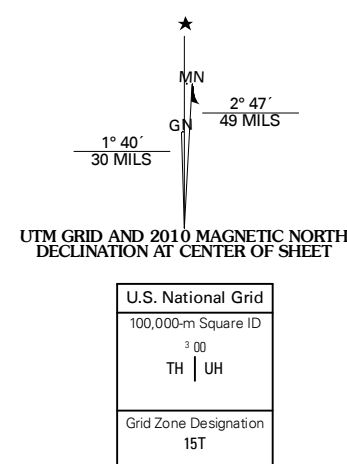 ★
MN
GN
2° 47´
49 MILS
1° 40´
30 MILS
UTM GRID AND 2010 MAGNETIC NORTH
DECLINATION AT CENTER OF SHEET
U.S. National Grid
100,000-m Square ID
³ 00
TH | UH
Grid Zone Designation
15T